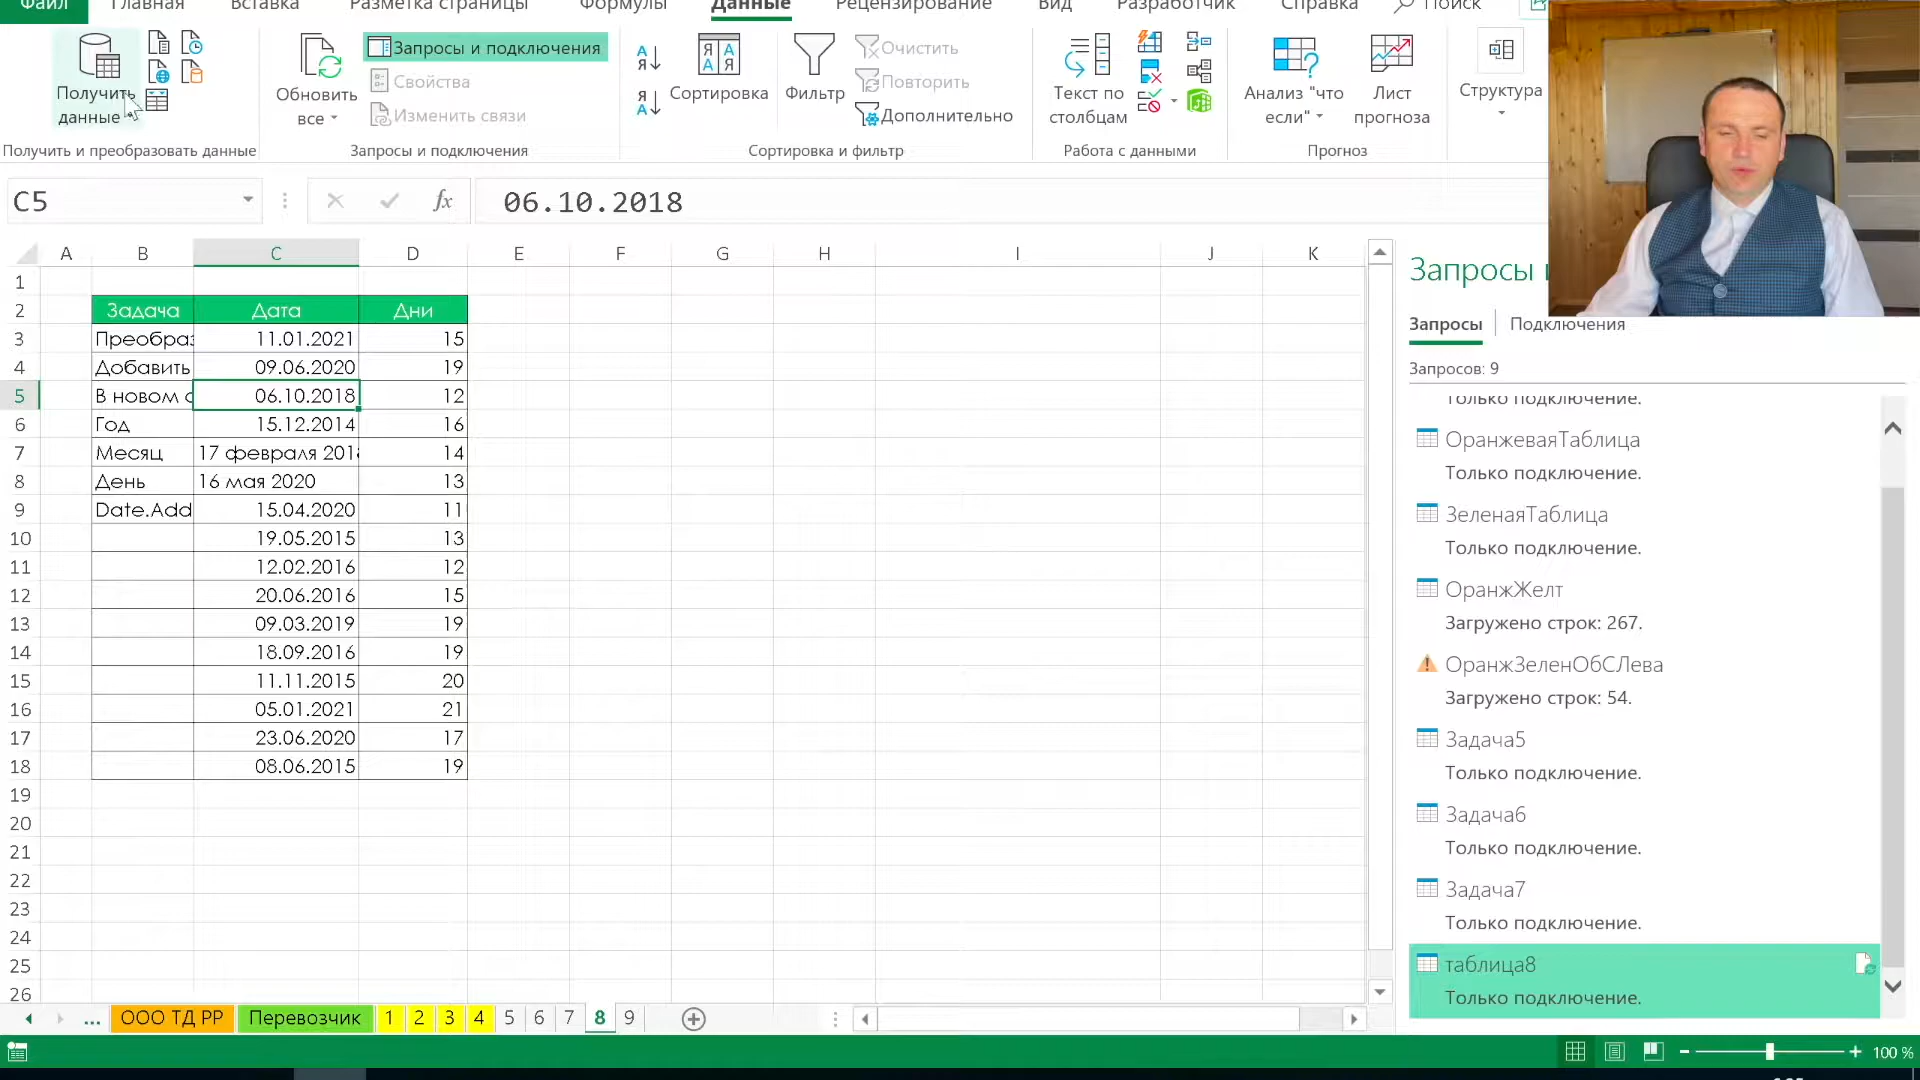 Файл Главная Вставка Разметка страницы Формулы Данные Рецензирование Вид Разработчик Справка Поиск
Получить данные
Обновить все
Запросы и подключения
Свойства
Изменить связи
Сортировка
Фильтр
Очистить
Повторить
Дополнительно
Текст по столбцам
Анализ "что если"
Лист прогноза
Структура
Получить и преобразовать данные
Запросы и подключения
Сортировка и фильтр
Работа с данными
Прогноз
C5 fx 06.10.2018
A B C D E F G H I J K
1
2 Задача Дата Дни
3 Преобраз 11.01.2021 15
4 Добавить 09.06.2020 19
5 В новом с 06.10.2018 12
6 Год 15.12.2014 16
7 Месяц 17 февраля 201 14
8 День 16 мая 2020 13
9 Date.Add 15.04.2020 11
10 19.05.2015 13
11 12.02.2016 12
12 20.06.2016 15
13 09.03.2019 19
14 18.09.2016 19
15 11.11.2015 20
16 05.01.2021 21
17 23.06.2020 17
18 08.06.2015 19
19
20
21
22
23
24
25
26
... ООО ТД РР Перевозчик 1 2 3 4 5 6 7 8 9
Запросы
Запросы Подключения
Запросов: 9
Только подключение.
ОранжеваяТаблица
Только подключение.
ЗеленаяТаблица
Только подключение.
ОранжЖелт
Загружено строк: 267.
ОранжЗеленОбСЛева
Загружено строк: 54.
Задача5
Только подключение.
Задача6
Только подключение.
Задача7
Только подключение.
таблица8
Только подключение.
100 %